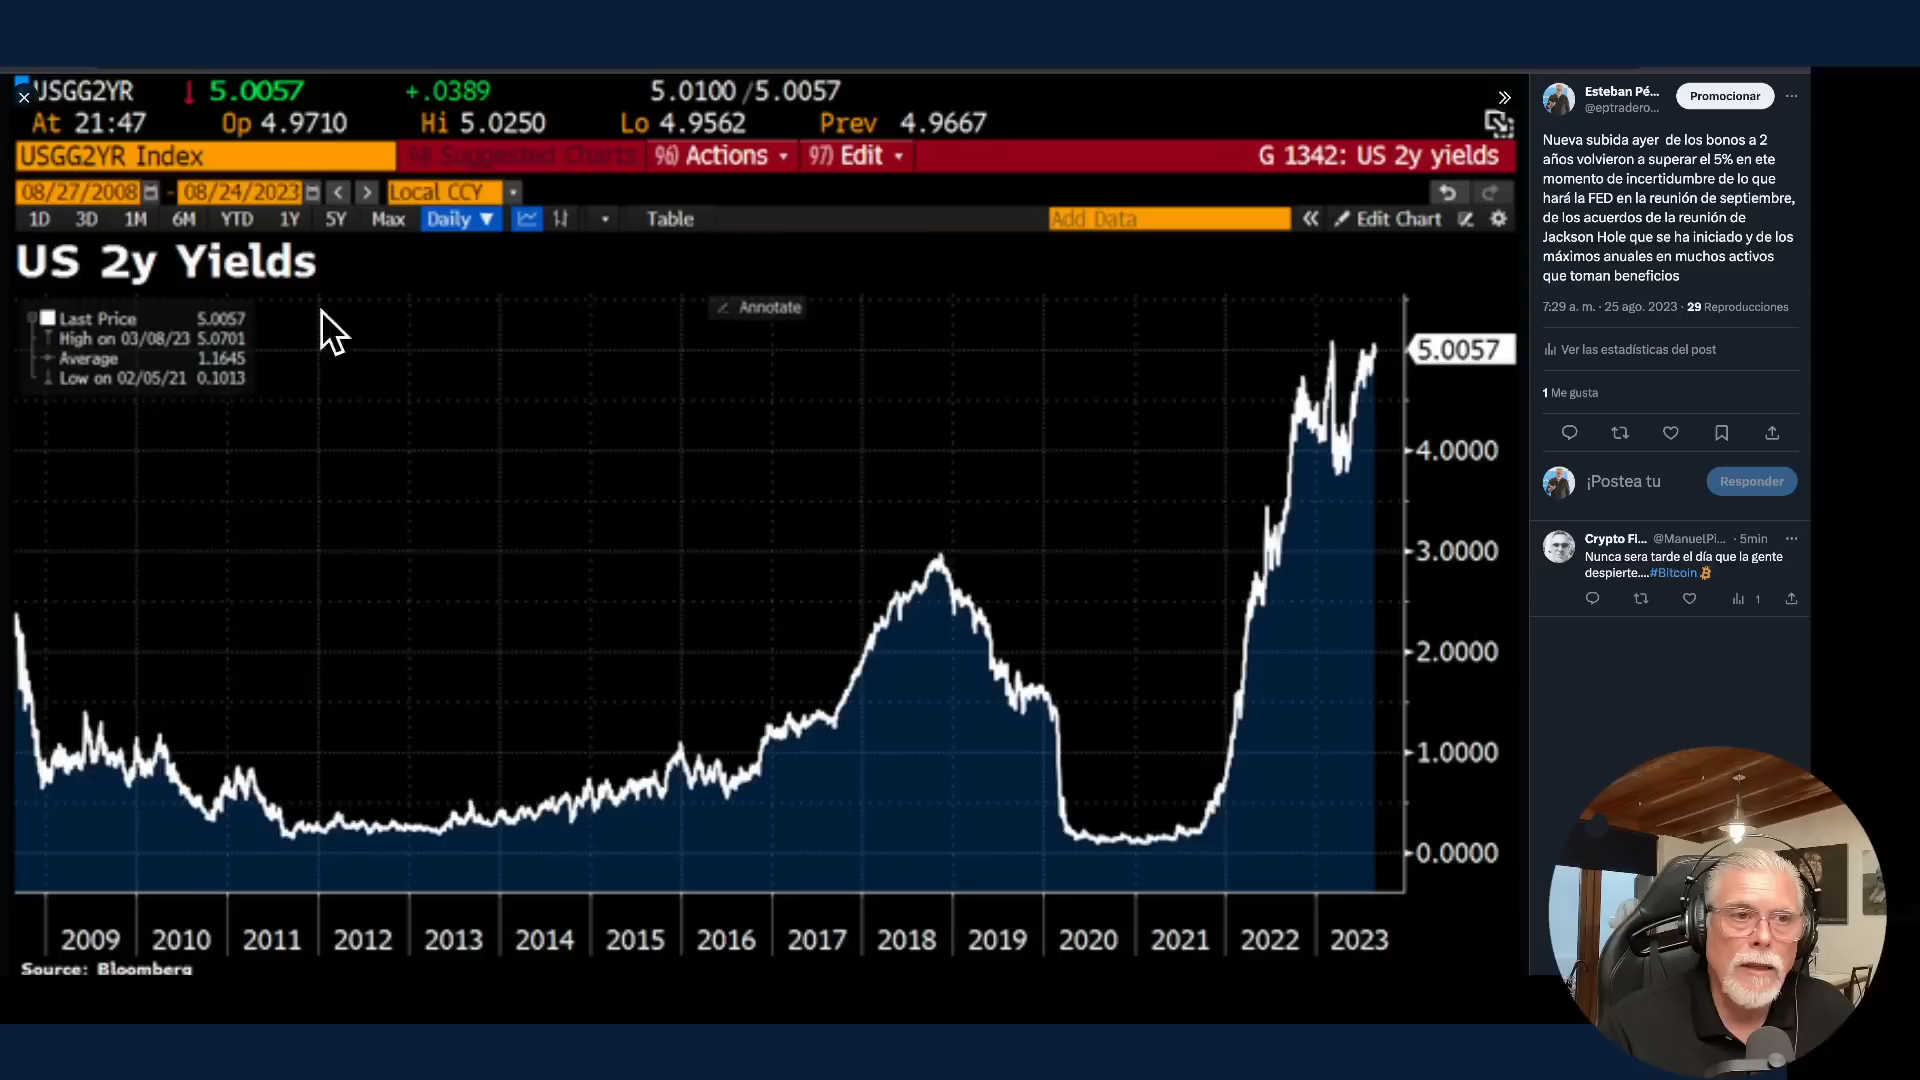 USGG2YR 5.0057 +.0389 5.0100 /5.0057
At 21:47 Op 4.9710 Hi 5.0250 Lo 4.9562 Prev 4.9667
USGG2YR Index 94 Suggested Charts 96) Actions 97) Edit G 1342: US 2y yields
08/27/2008 - 08/24/2023 Local CCY
1D 3D 1M 6M YTD 1Y 5Y Max Daily ▼ Table Add Data « Edit Chart
US 2y Yields
Annotate
Last Price 5.0057
High on 03/08/23 5.0701
Average 1.1645
Low on 02/05/21 0.1013
5.0057
4.0000
3.0000
2.0000
1.0000
0.0000
2009 2010 2011 2012 2013 2014 2015 2016 2017 2018 2019 2020 2021 2022 2023
Source: Bloomberg
Esteban Pé...
@eptradero...
Promocionar
Nueva subida ayer de los bonos a 2
años volvieron a superar el 5% en ete
momento de incertidumbre de lo que
hará la FED en la reunión de septiembre,
de los acuerdos de la reunión de
Jackson Hole que se ha iniciado y de los
máximos anuales en muchos activos
que toman beneficios
7:29 a. m. · 25 ago. 2023 · 29 Reproducciones
Ver las estadísticas del post
1 Me gusta
¡Postea tu
Responder
Crypto Fi... @ManuelPi... · 5min
Nunca sera tarde el día que la gente
despierte....#Bitcoin
1